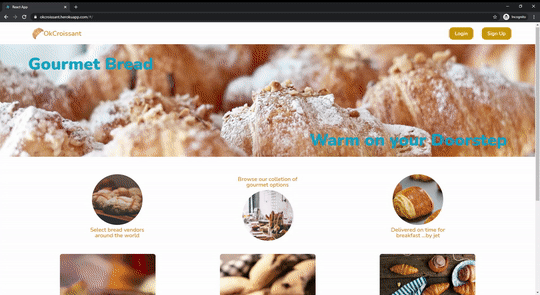 React App
okcroissant.herokuapp.com/#/
Incognito
OkCroissant
Login
Sign Up
Gourmet Bread
Warm on your Doorstep
Select bread vendors
around the world
Browse our colletion of
gourmet options
Delivered on time for
breakfast ...by jet